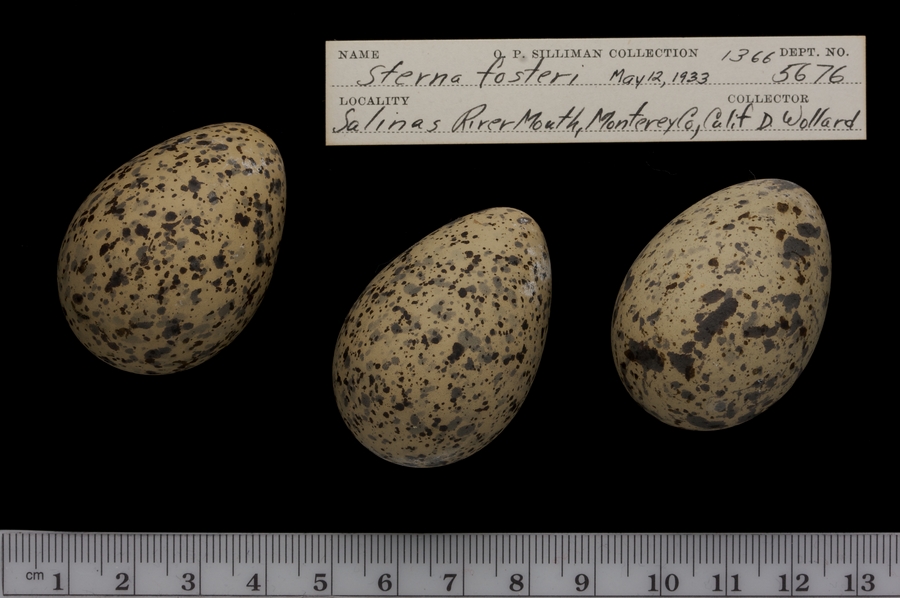 NAME O. P. SILLIMAN COLLECTION 1366 DEPT. NO.
Sterna fosteri May 12, 1933 5676
LOCALITY COLLECTOR
Salinas River Mouth, Monterey Co, Calif D Wollard
cm 1 2 3 4 5 6 7 8 9 10 11 12 13